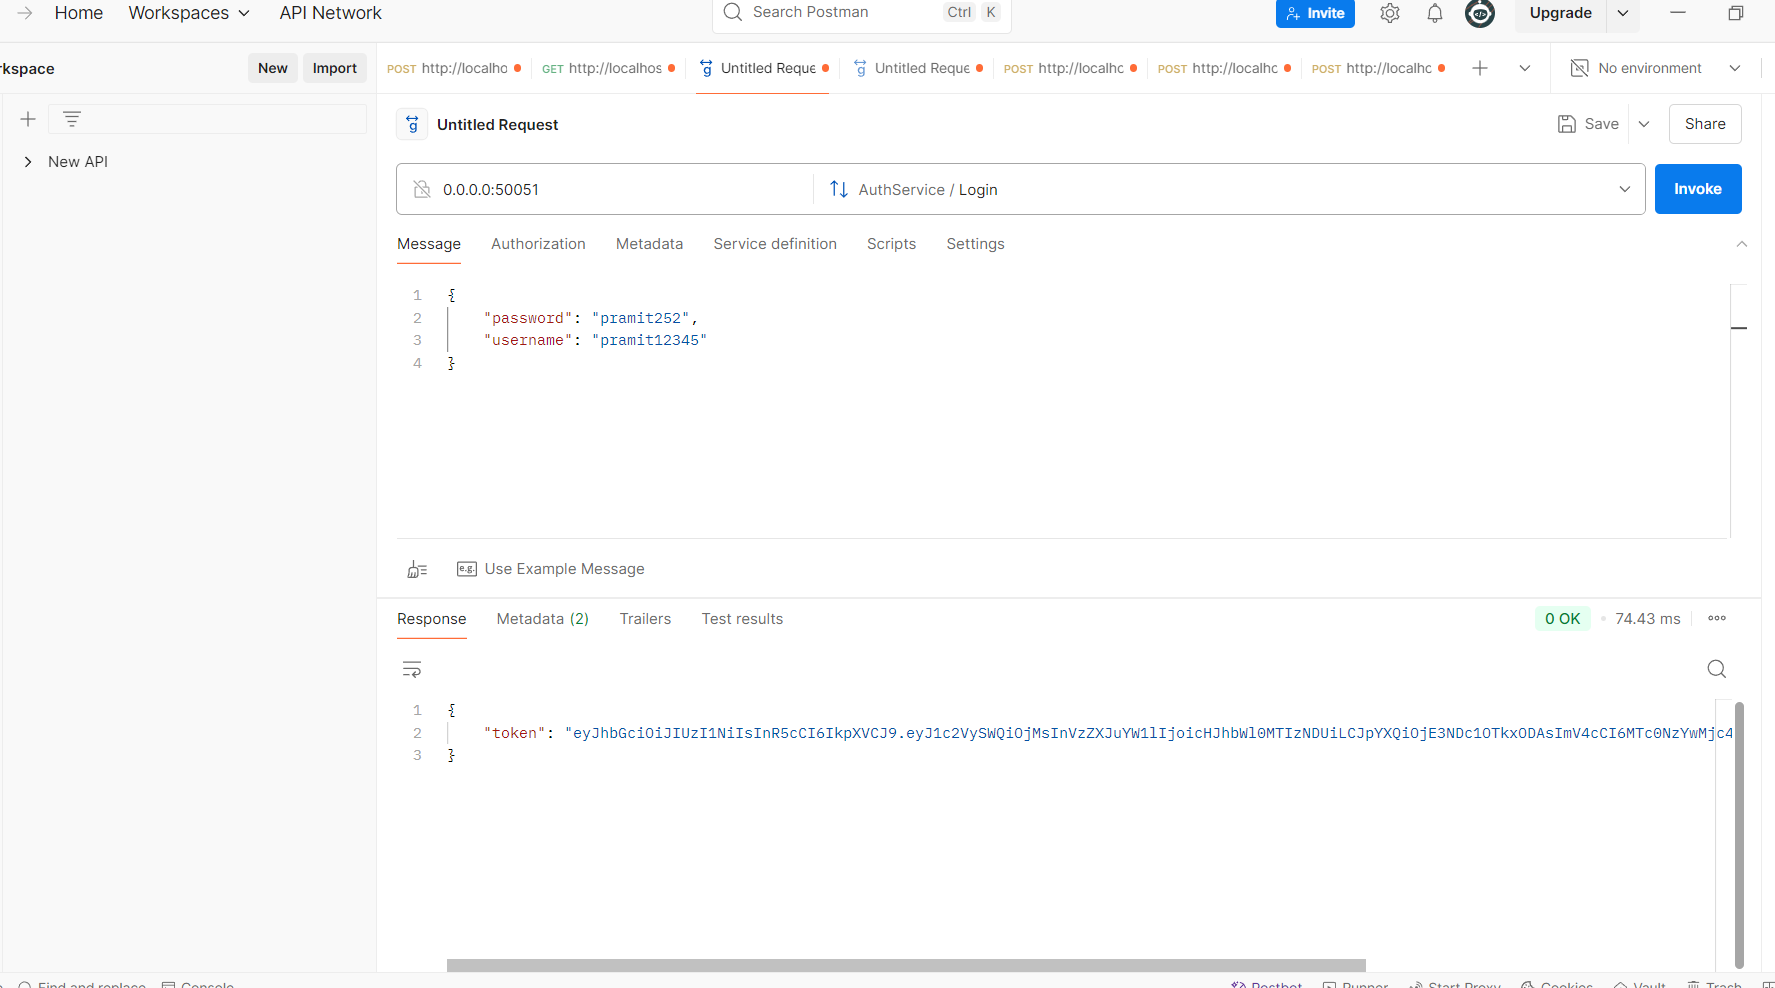 Home Workspaces API Network Search Postman Ctrl K Invite Upgrade
New Import POST http://localhc GET http://localhos Untitled Reque Untitled Reque POST http://localhc POST http://localhc POST http://localhc No environment
Untitled Request Save Share
New API
0.0.0.0:50051 AuthService / Login Invoke
Message Authorization Metadata Service definition Scripts Settings
1 {
2 "password": "pramit252",
3 "username": "pramit12345"
4 }
e.g. Use Example Message
Response Metadata (2) Trailers Test results 0 OK 74.43 ms
1 {
2 "token": "eyJhbGciOiJIUzI1NiIsInR5cCI6IkpXVCJ9.eyJ1c2VySWQiOjMsInVzZXJuYW1lIjoicHJhbWl0MTIzNDUiLCJpYXQiOjE3NDc1OTkxODAsImV4cCI6MTc0NzYwMjc4
3 }
Find and replace Console Postbot Runner Start Proxy Cookies Vault Trash